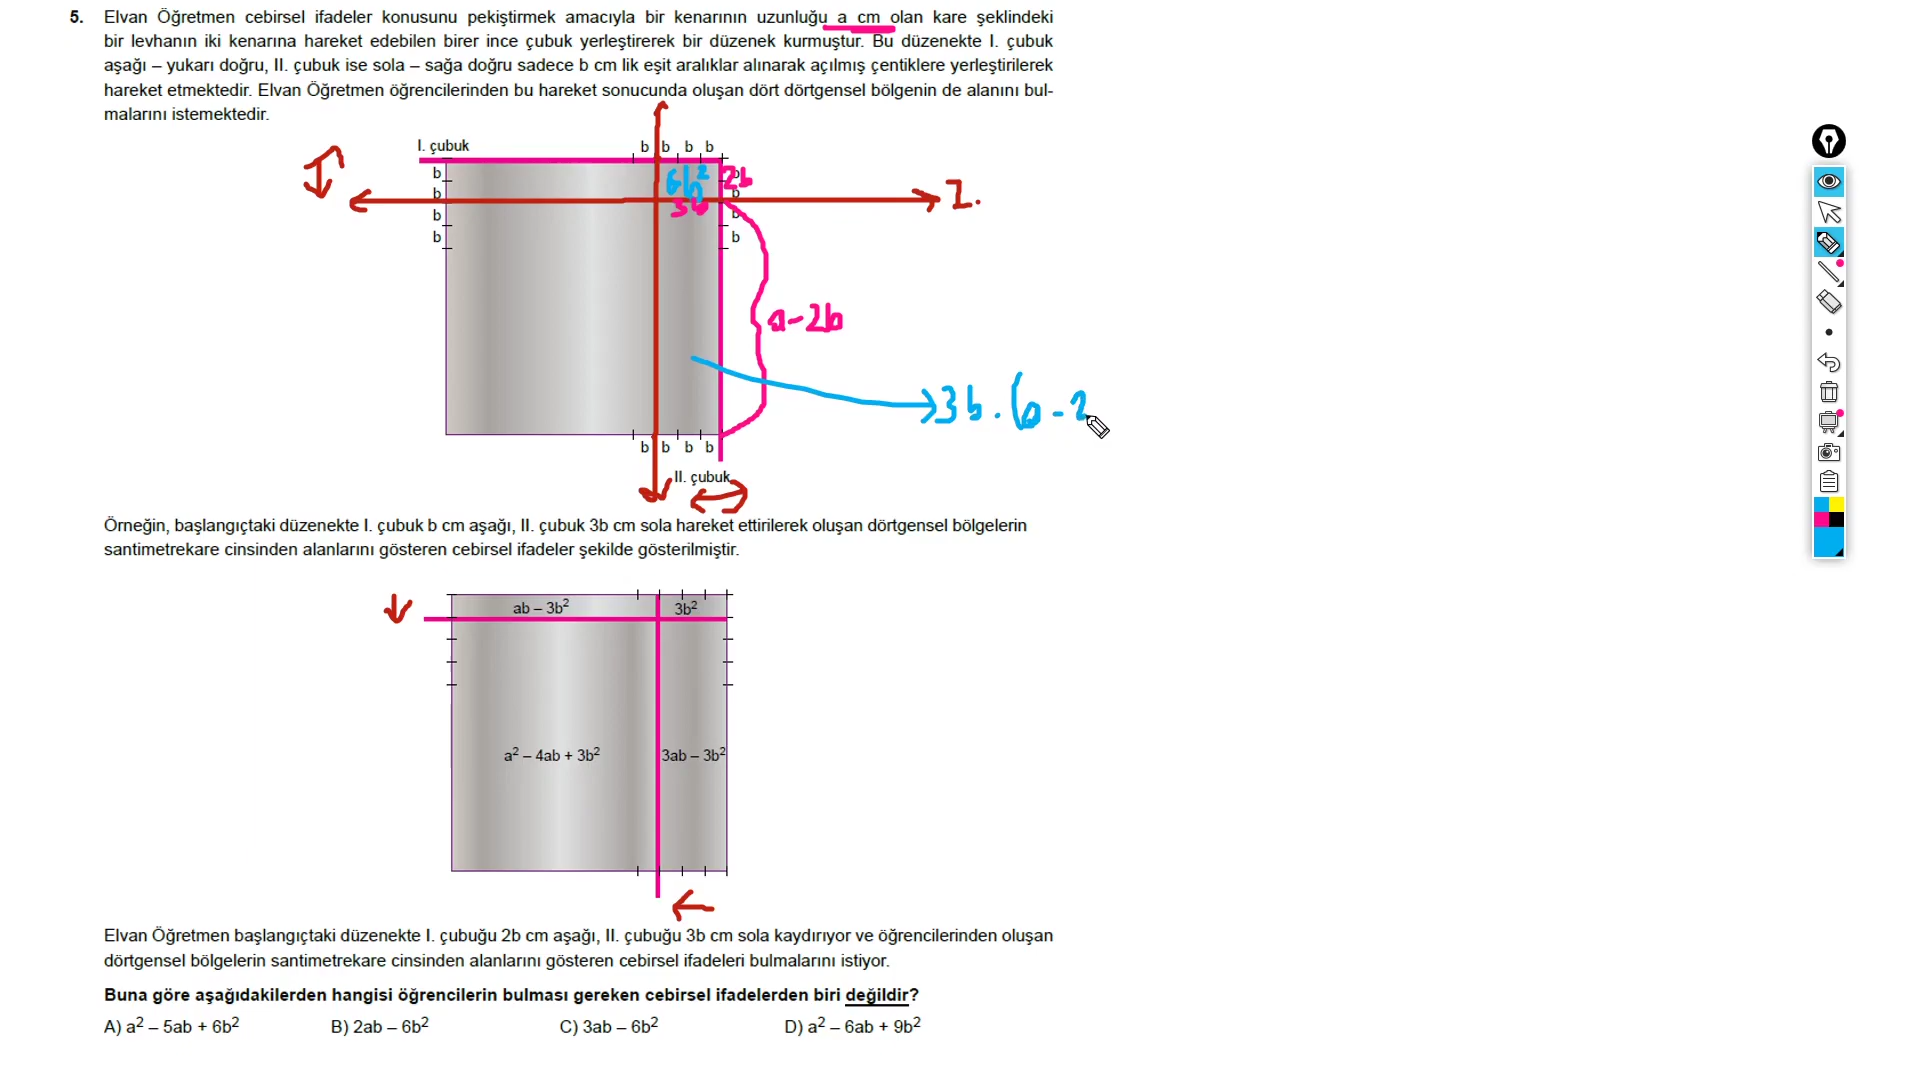 5. Elvan Öğretmen cebirsel ifadeler konusunu pekiştirmek amacıyla bir kenarının uzunluğu a cm olan kare şeklindeki
bir levhanın iki kenarına hareket edebilen birer ince çubuk yerleştirerek bir düzenek kurmuştur. Bu düzenekte I. çubuk
aşağı – yukarı doğru, II. çubuk ise sola – sağa doğru sadece b cm lik eşit aralıklar alınarak açılmış çentiklere yerleştirilerek
hareket etmektedir. Elvan Öğretmen öğrencilerinden bu hareket sonucunda oluşan dört dörtgensel bölgenin de alanını bul-
malarını istemektedir.
I. çubuk
b b b b
b 6b² 2b b
b b
3b
I.
b b
b b
a-2b
3b.(a-2
b b b b
II. çubuk
Örneğin, başlangıçtaki düzenekte I. çubuk b cm aşağı, II. çubuk 3b cm sola hareket ettirilerek oluşan dörtgensel bölgelerin
santimetrekare cinsinden alanlarını gösteren cebirsel ifadeler şekilde gösterilmiştir.
ab – 3b² 3b²
a² – 4ab + 3b² 3ab – 3b²
Elvan Öğretmen başlangıçtaki düzenekte I. çubuğu 2b cm aşağı, II. çubuğu 3b cm sola kaydırıyor ve öğrencilerinden oluşan
dörtgensel bölgelerin santimetrekare cinsinden alanlarını gösteren cebirsel ifadeleri bulmalarını istiyor.
Buna göre aşağıdakilerden hangisi öğrencilerin bulması gereken cebirsel ifadelerden biri değildir?
A) a² – 5ab + 6b² B) 2ab – 6b² C) 3ab – 6b² D) a² – 6ab + 9b²